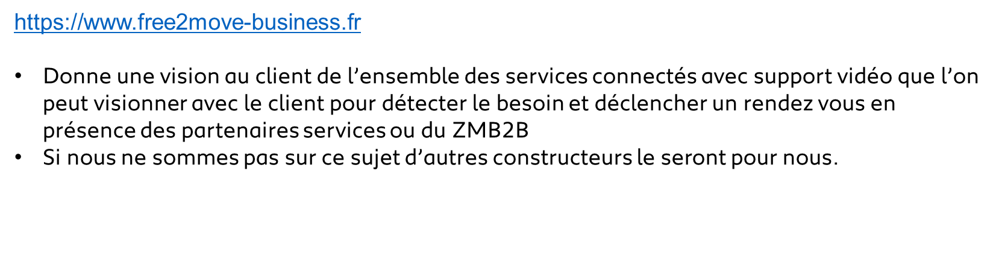 https://www.free2move-business.fr
• Donne une vision au client de l’ensemble des services connectés avec support vidéo que l’on
peut visionner avec le client pour détecter le besoin et déclencher un rendez vous en
présence des partenaires services ou du ZMB2B
• Si nous ne sommes pas sur ce sujet d’autres constructeurs le seront pour nous.